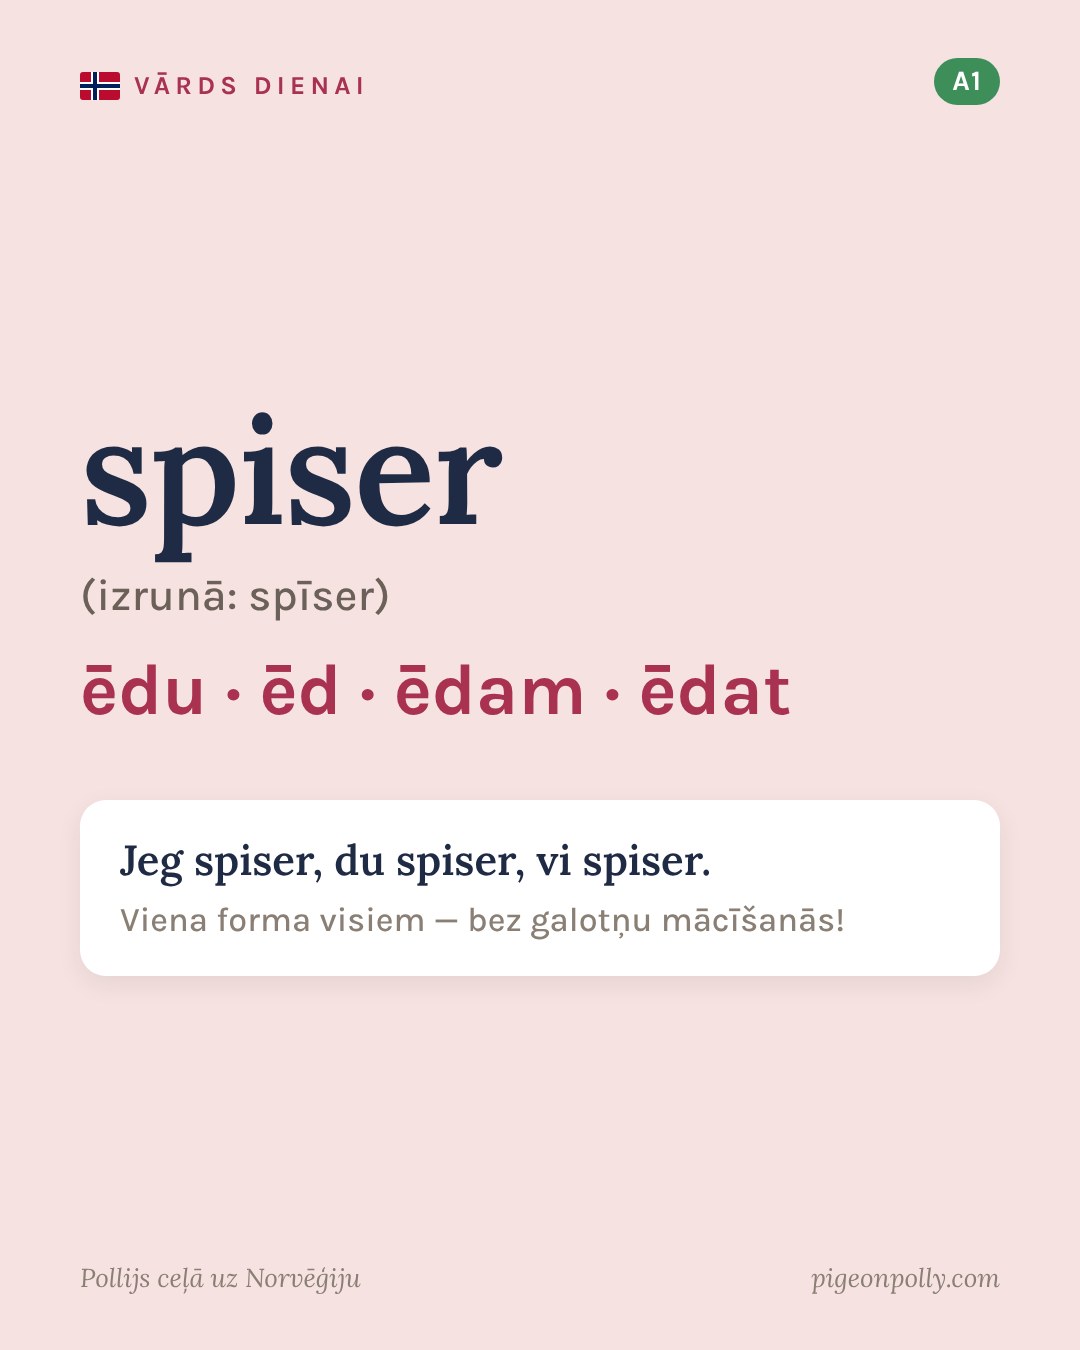 VĀRDS DIENAI
A1
spiser
(izrunā: spīser)
ēdu · ēd · ēdam · ēdat
Jeg spiser, du spiser, vi spiser.
Viena forma visiem — bez galotņu mācīšanās!
Pollijs ceļā uz Norvēģiju
pigeonpolly.com